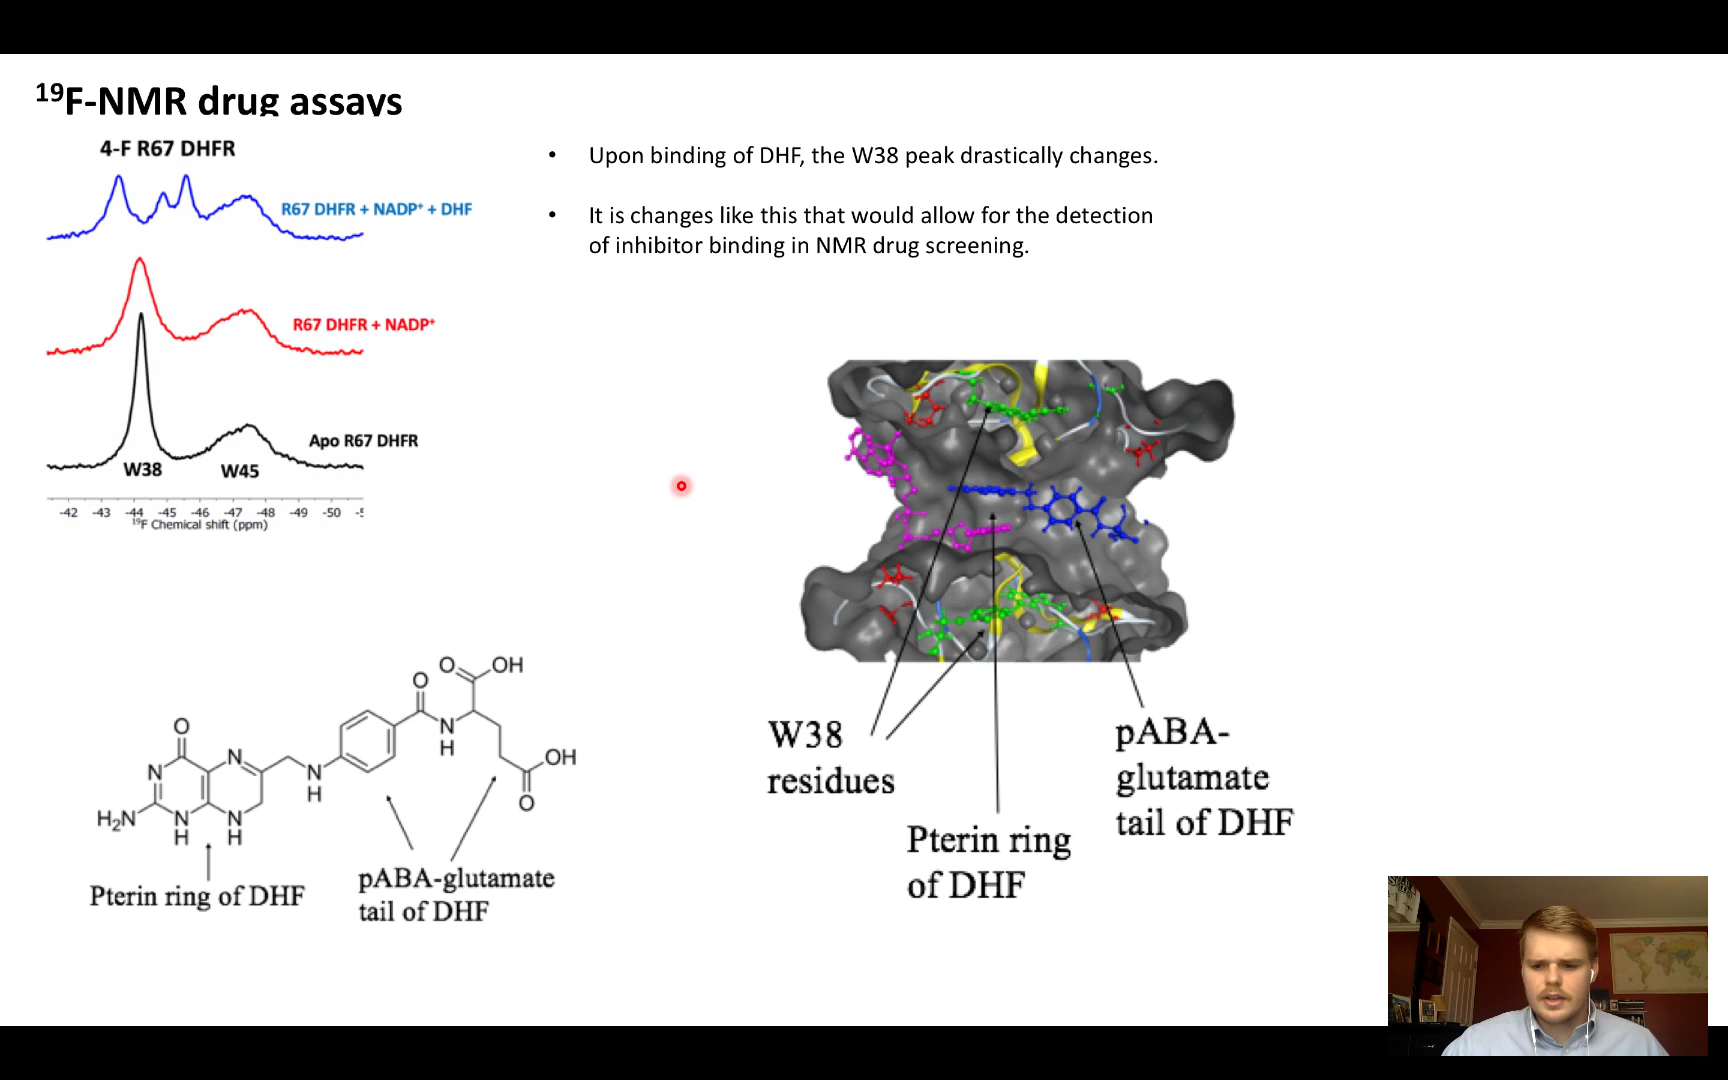 19F-NMR drug assays
4-F R67 DHFR
R67 DHFR + NADP+ + DHF
R67 DHFR + NADP+
Apo R67 DHFR
W38
W45
-42 -43 -44 -45 -46 -47 -48 -49 -50
19F Chemical shift (ppm)
• Upon binding of DHF, the W38 peak drastically changes.
• It is changes like this that would allow for the detection
of inhibitor binding in NMR drug screening.
O
N
N
H2N
N
H
N
H
N
H
O
N
H
O
OH
OH
O
Pterin ring of DHF
pABA-glutamate
tail of DHF
W38
residues
Pterin ring
of DHF
pABA-
glutamate
tail of DHF